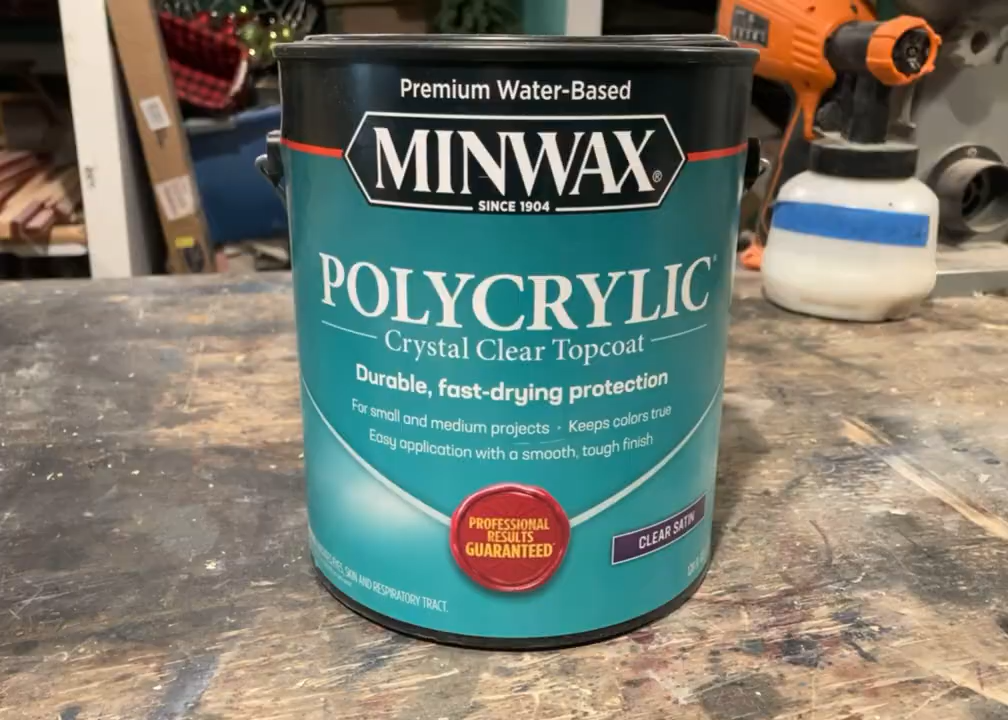 Premium Water-Based
MINWAX®
SINCE 1904
POLYCRYLIC®
Crystal Clear Topcoat
Durable, fast-drying protection
For small and medium projects • Keeps colors true
Easy application with a smooth, tough finish
PROFESSIONAL
RESULTS
GUARANTEED
CLEAR SATIN
EYES, SKIN AND RESPIRATORY TRACT.